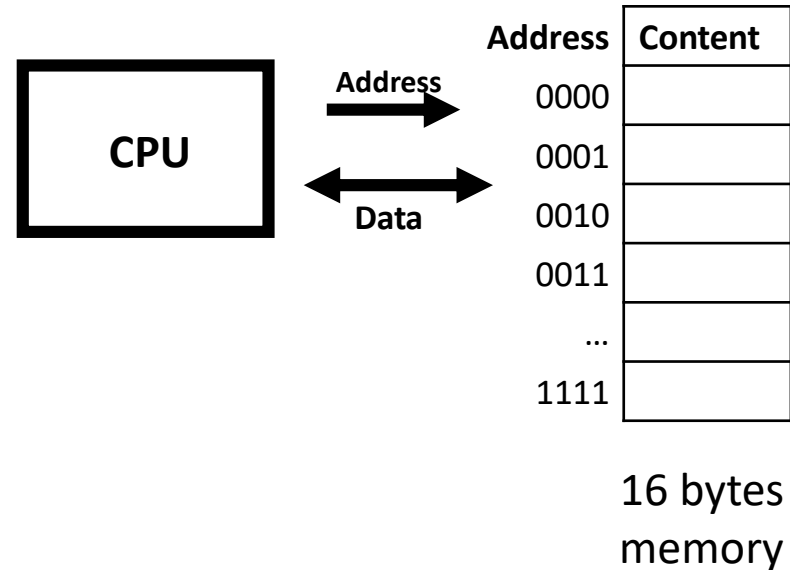 CPU
Address
Data
Address Content
0000
0001
0010
0011
...
1111
16 bytes
memory